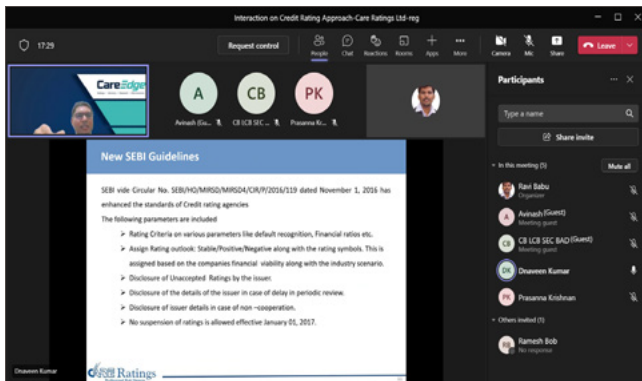 Interaction on Credit Rating Approach-Care Ratings Ltd-reg
17:29
Request control
People
Chat
Reactions
Rooms
Apps
More
Camera
Mic
Share
Leave
CareEdge
A
CB
PK
Avinash (Gu...
CB LCB SEC ...
Prasanna Kr...
New SEBI Guidelines
SEBI vide Circular No. SEBI/HO/MIRSD/MIRSD4/CIR/P/2016/119 dated November 1, 2016 has
enhanced the standards of Credit rating agencies
The following parameters are included
➢ Rating Criteria on various parameters like default recognition, Financial ratios etc.
➢ Assign Rating outlook: Stable/Positive/Negative along with the rating symbols. This is
assigned based on the companies financial viability along with the industry scenario.
➢ Disclosure of Unaccepted Ratings by the issuer.
➢ Disclosure of the details of the issuer in case of delay in periodic review.
➢ Disclosure of issuer details in case of non –cooperation.
➢ No suspension of ratings is allowed effective January 01, 2017.
Ratings
Dnaveen Kumar
Participants
Type a name
Share invite
In this meeting (5)
Mute all
Ravi Babu
Organizer
A
Avinash (Guest)
Meeting guest
CB
CB LCB SEC BAD (Guest)
Meeting guest
DK
Dnaveen Kumar
PK
Prasanna Krishnan
Others invited (1)
RB
Ramesh Bob
No response